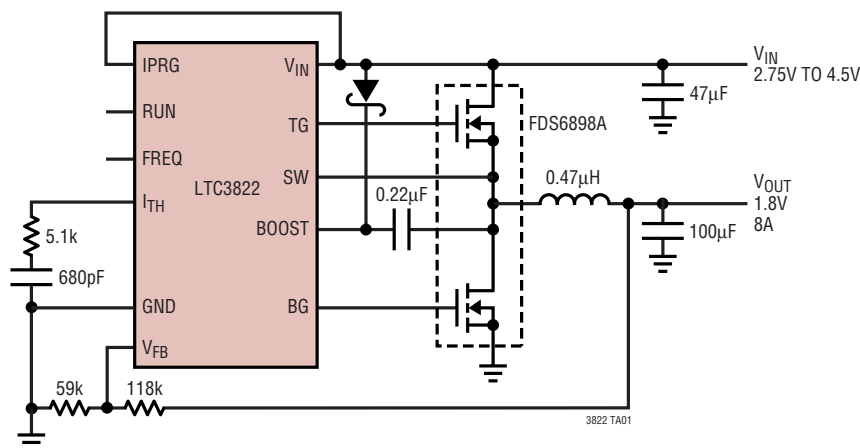 IPRG
RUN
FREQ
ITH
GND
VFB
LTC3822
VIN
TG
SW
BOOST
BG
5.1k
680pF
59k
118k
0.22µF
FDS6898A
0.47µH
47µF
VIN
2.75V TO 4.5V
VOUT
1.8V
8A
100µF
3822 TA01